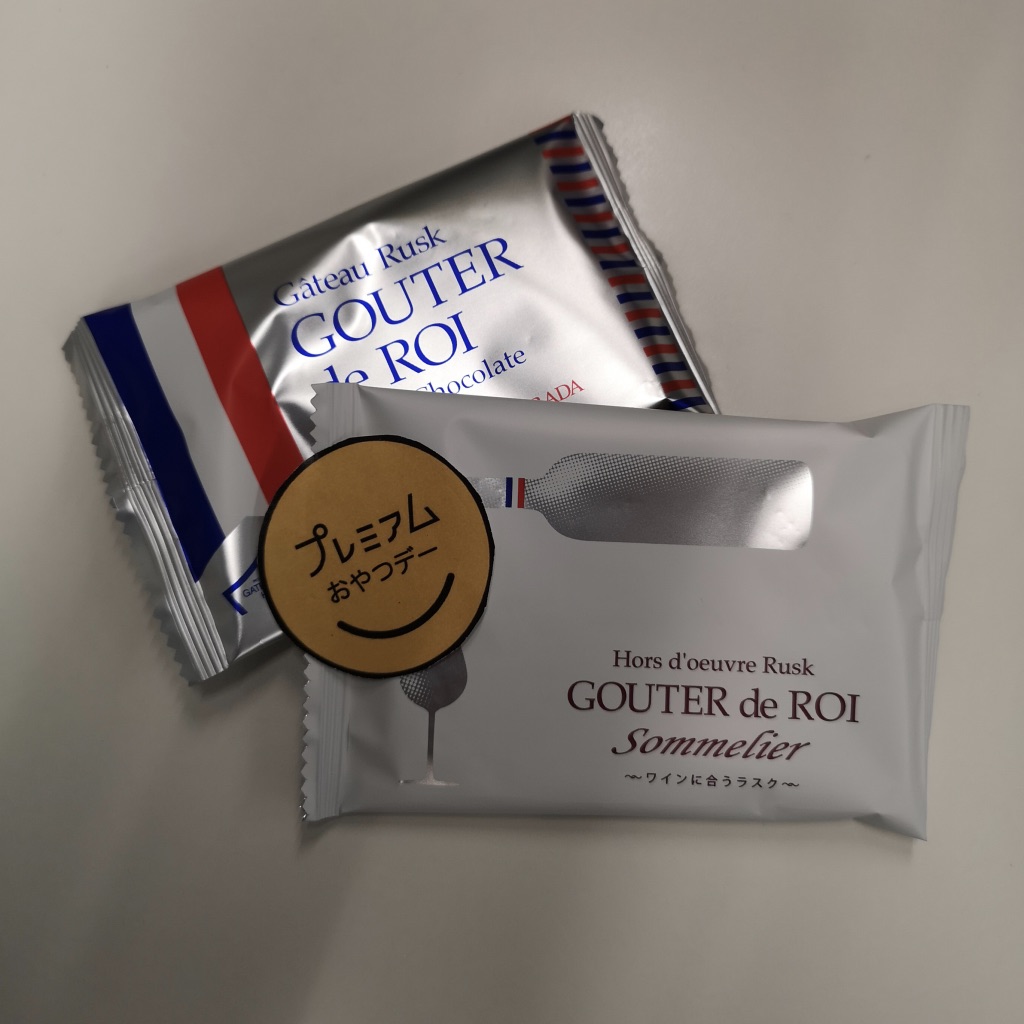 Gâteau Rusk
GOUTER
de ROI
Chocolate
プレミアム
おやつデー
Hors d'oeuvre Rusk
GOUTER de ROI
Sommelier
～ワインに合うラスク～